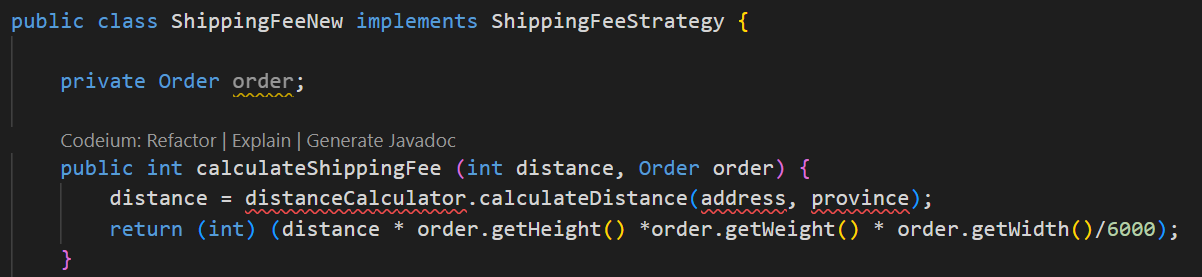 public class ShippingFeeNew implements ShippingFeeStrategy {
private Order order;
Codeium: Refactor | Explain | Generate Javadoc
public int calculateShippingFee (int distance, Order order) {
distance = distanceCalculator.calculateDistance(address, province);
return (int) (distance * order.getHeight() *order.getWeight() * order.getWidth()/6000);
}